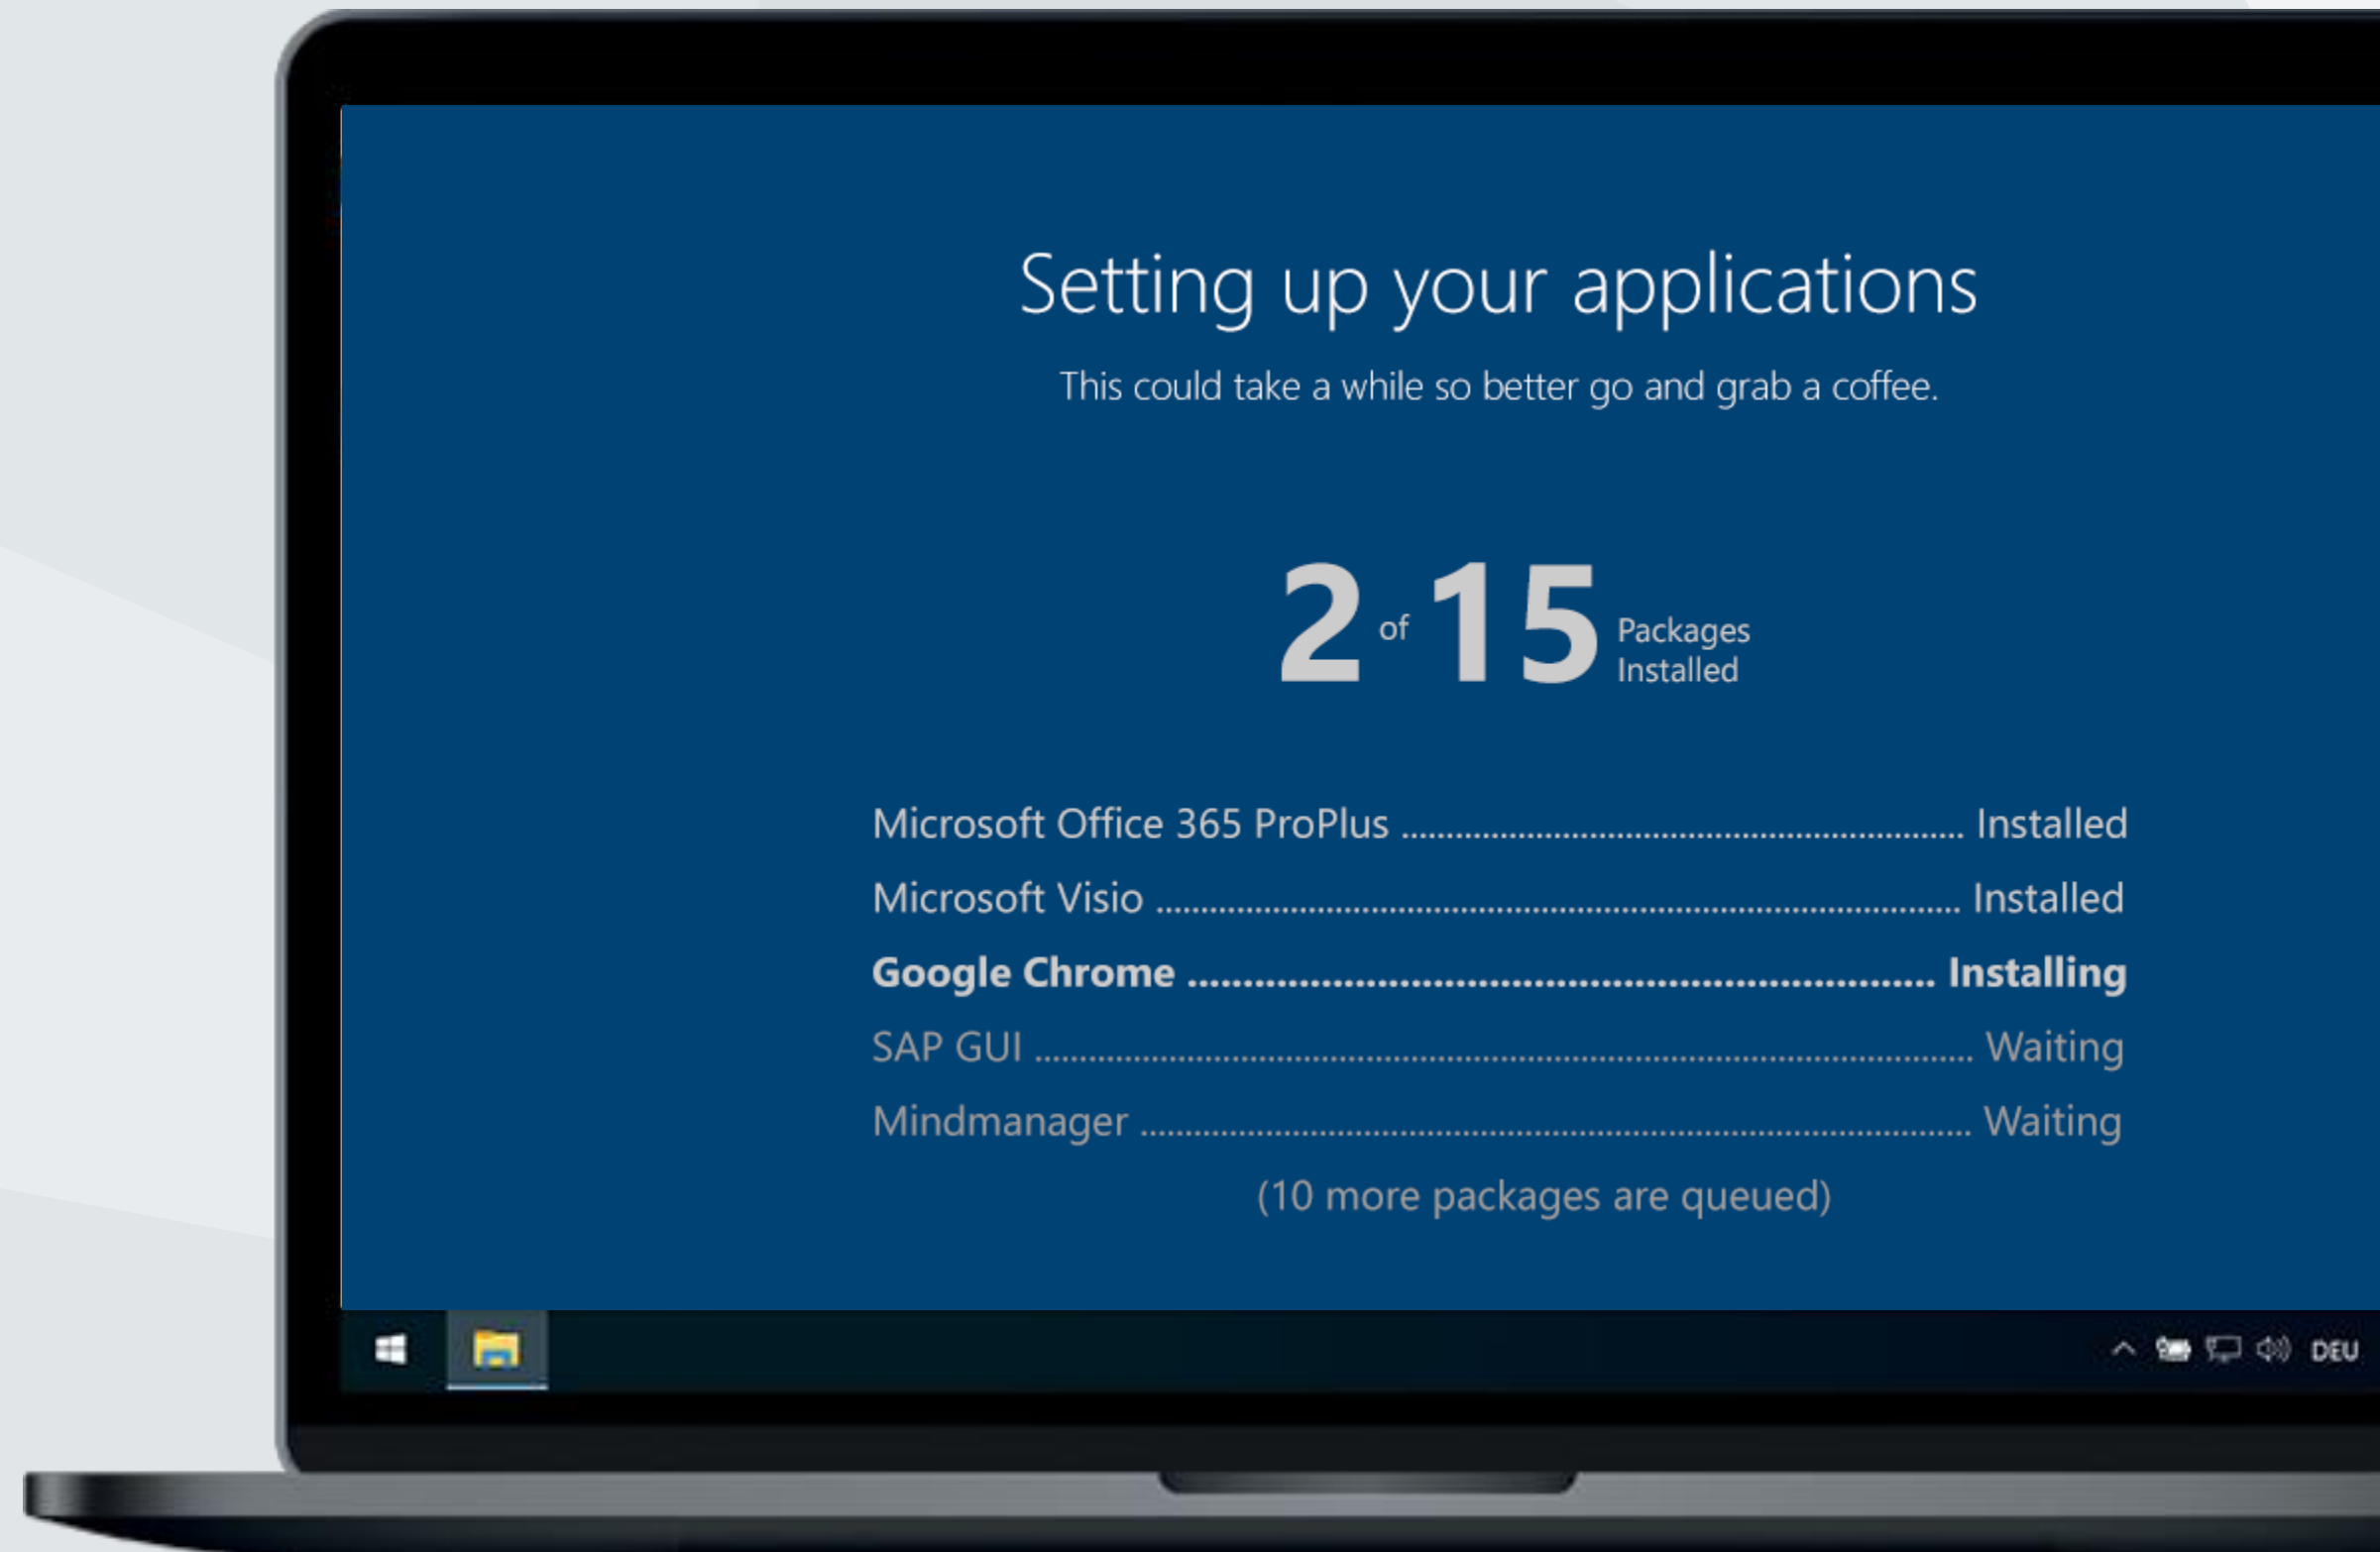 Setting up your applications
This could take a while so better go and grab a coffee.
2 of 15 Packages Installed
Microsoft Office 365 ProPlus ............................................................... Installed
Microsoft Visio .......................................................................................... Installed
Google Chrome ............................................................. Installing
SAP GUI ......................................................................................................... Waiting
Mindmanager ............................................................................................. Waiting
(10 more packages are queued)
DEU